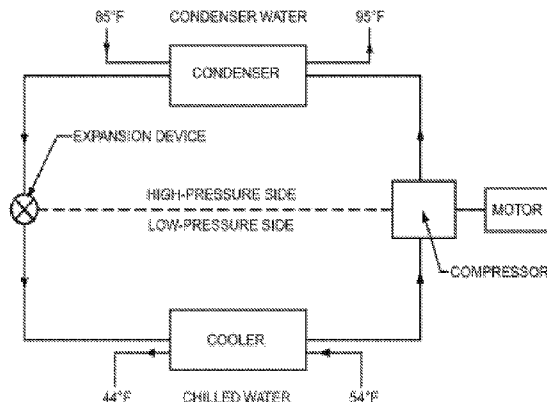 85°F CONDENSER WATER 95°F
CONDENSER
EXPANSION DEVICE
HIGH-PRESSURE SIDE
LOW-PRESSURE SIDE
MOTOR
COMPRESSOR
COOLER
44°F CHILLED WATER 54°F